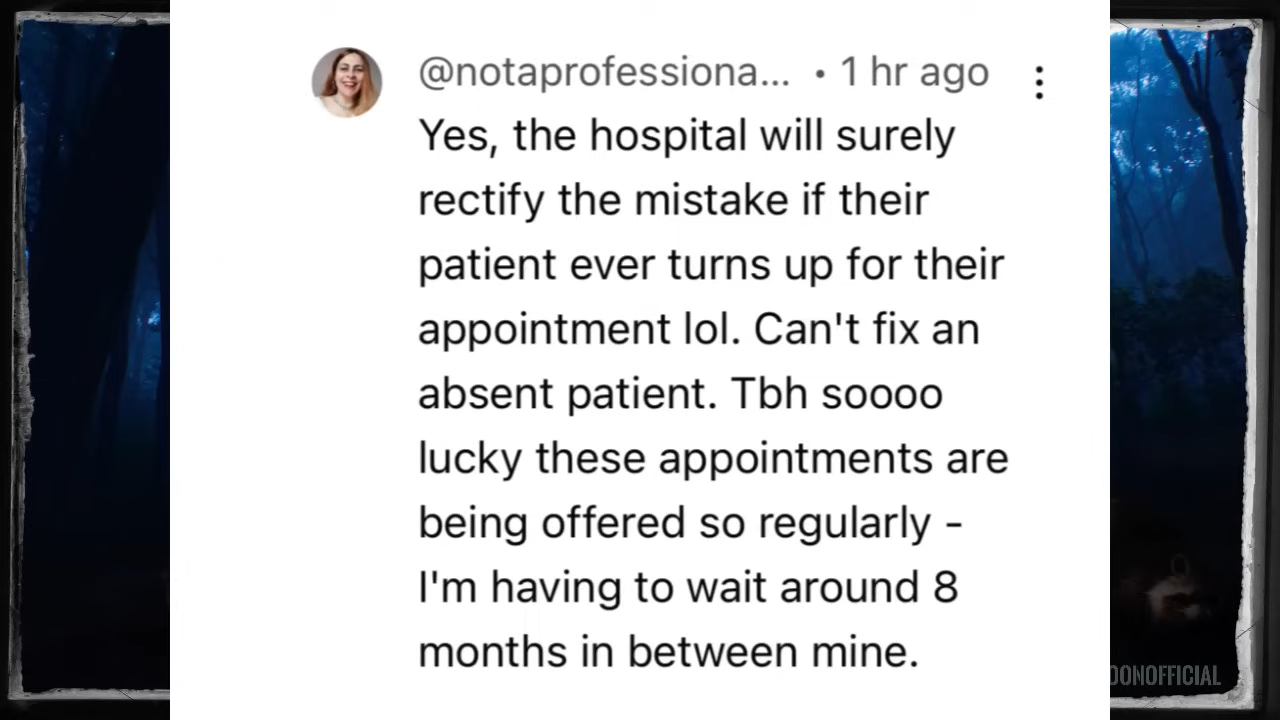 @notaprofessiona... • 1 hr ago
Yes, the hospital will surely
rectify the mistake if their
patient ever turns up for their
appointment lol. Can't fix an
absent patient. Tbh soooo
lucky these appointments are
being offered so regularly -
I'm having to wait around 8
months in between mine.
OONOFFICIAL